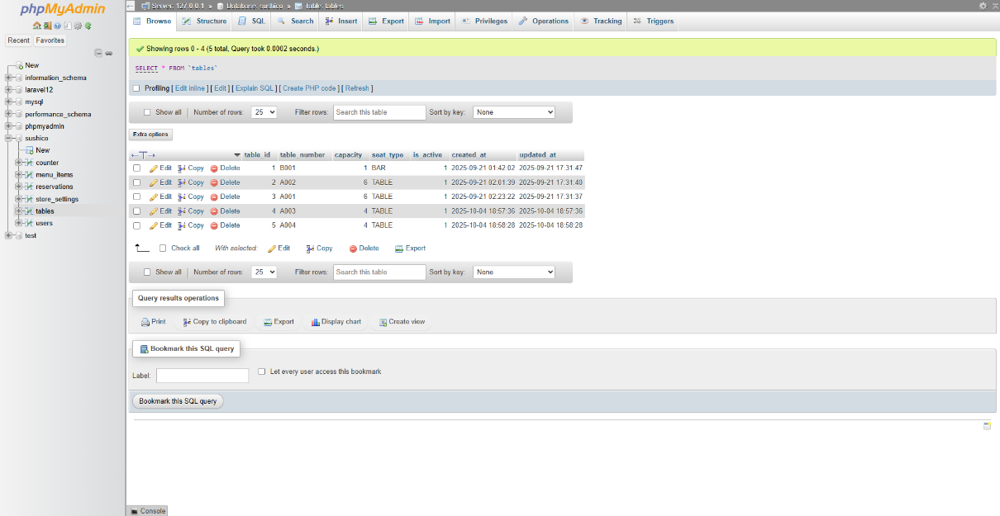 phpMyAdmin
Recent Favorites
New
information_schema
laravel12
mysql
performance_schema
phpmyadmin
sushico
New
counter
menu_items
reservations
store_settings
tables
users
test
Server: 127.0.0.1 » Database: sushico » Table: tables
Browse Structure SQL Search Insert Export Import Privileges Operations Tracking Triggers
Showing rows 0 - 4 (5 total, Query took 0.0002 seconds.)
SELECT * FROM `tables`
Profiling [ Edit inline ] [ Edit ] [ Explain SQL ] [ Create PHP code ] [ Refresh ]
Show all Number of rows: 25 Filter rows: Search this table Sort by key: None
Extra options
←T→ table_id table_number capacity seat_type is_active created_at updated_at
Edit Copy Delete 1 B001 1 BAR 1 2025-09-21 01:42:02 2025-09-21 17:31:47
Edit Copy Delete 2 A002 6 TABLE 1 2025-09-21 02:01:39 2025-09-21 17:31:40
Edit Copy Delete 3 A001 6 TABLE 1 2025-09-21 02:23:22 2025-09-21 17:31:37
Edit Copy Delete 4 A003 4 TABLE 1 2025-10-04 18:57:36 2025-10-04 18:57:36
Edit Copy Delete 5 A004 4 TABLE 1 2025-10-04 18:58:28 2025-10-04 18:58:28
Check all With selected: Edit Copy Delete Export
Show all Number of rows: 25 Filter rows: Search this table Sort by key: None
Query results operations
Print Copy to clipboard Export Display chart Create view
Bookmark this SQL query
Label: Let every user access this bookmark
Bookmark this SQL query
Console